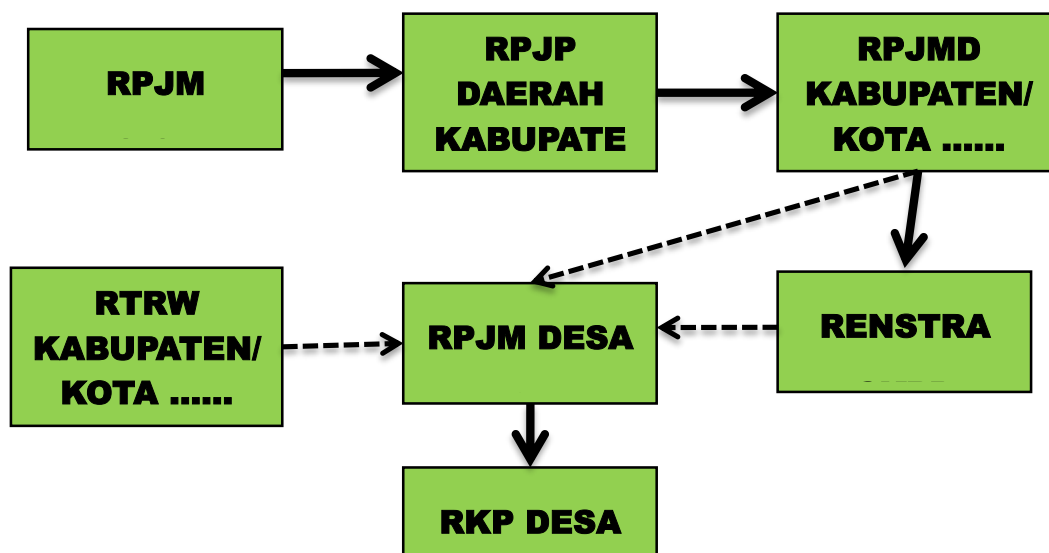 RPJM
RPJP
DAERAH
KABUPATE
RPJMD
KABUPATEN/
KOTA ......
RTRW
KABUPATEN/
KOTA ......
RPJM DESA
RENSTRA
RKP DESA